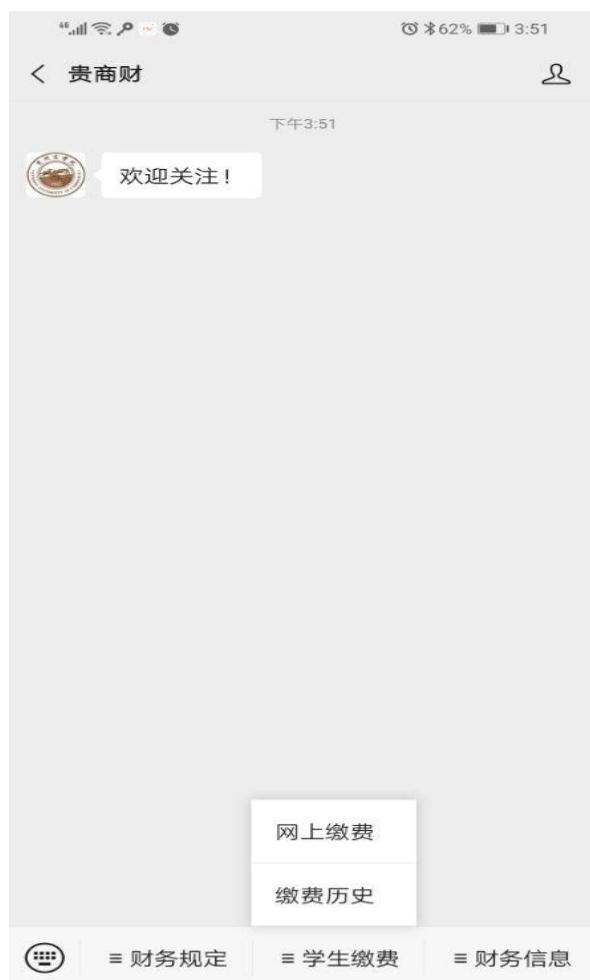 46 62% 3:51
贵商财
下午3:51
欢迎关注!
网上缴费
缴费历史
≡ 财务规定 ≡ 学生缴费 ≡ 财务信息